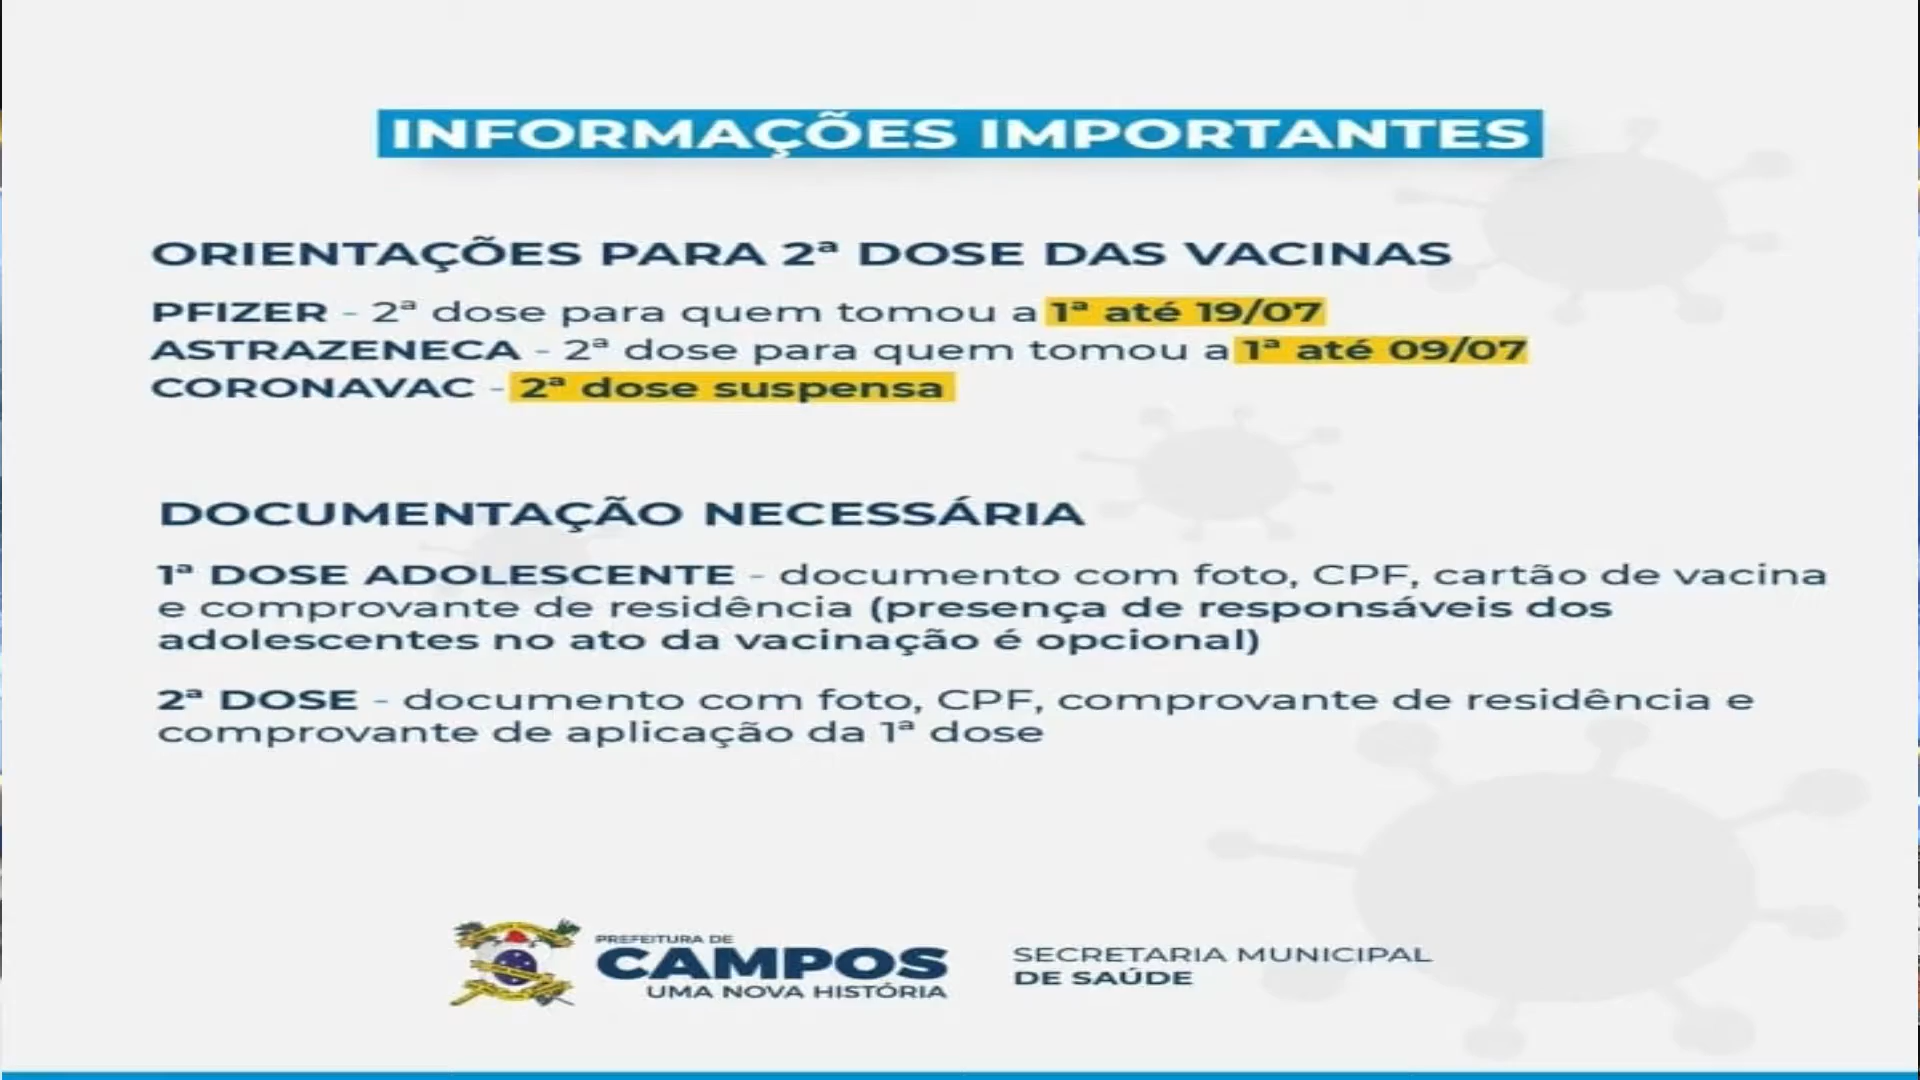 INFORMAÇÕES IMPORTANTES
ORIENTAÇÕES PARA 2ª DOSE DAS VACINAS
PFIZER - 2ª dose para quem tomou a 1ª até 19/07
ASTRAZENECA - 2ª dose para quem tomou a 1ª até 09/07
CORONAVAC - 2ª dose suspensa
DOCUMENTAÇÃO NECESSÁRIA
1ª DOSE ADOLESCENTE - documento com foto, CPF, cartão de vacina
e comprovante de residência (presença de responsáveis dos
adolescentes no ato da vacinação é opcional)
2ª DOSE - documento com foto, CPF, comprovante de residência e
comprovante de aplicação da 1ª dose
PREFEITURA DE
CAMPOS
UMA NOVA HISTÓRIA
SECRETARIA MUNICIPAL
DE SAÚDE